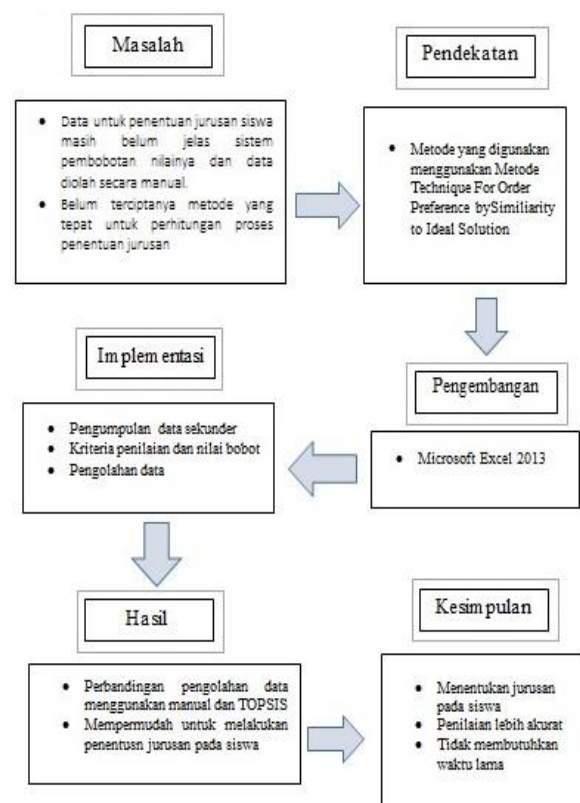 Masalah
• Data untuk penentuan jurusan siswa
masih belum jelas sistem
pembobotan nilainya dan data
diolah secara manual.
• Belum terciptanya metode yang
tepat untuk perhitungan proses
penentuan jurusan
Pendekatan
• Metode yang digunakan
menggunakan Metode
Technique For Order
Preference bySimiliarity
to Ideal Solution
Pengembangan
• Microsoft Excel 2013
Implementasi
• Pengumpulan data sekunder
• Kriteria penilaian dan nilai bobot
• Pengolahan data
Hasil
• Perbandingan pengolahan data
menggunakan manual dan TOPSIS
• Mempermudah untuk melakukan
penentusn jurusan pada siswa
Kesimpulan
• Menentukan jurusan
pada siswa
• Penilaian lebih akurat
• Tidak membutuhkan
waktu lama